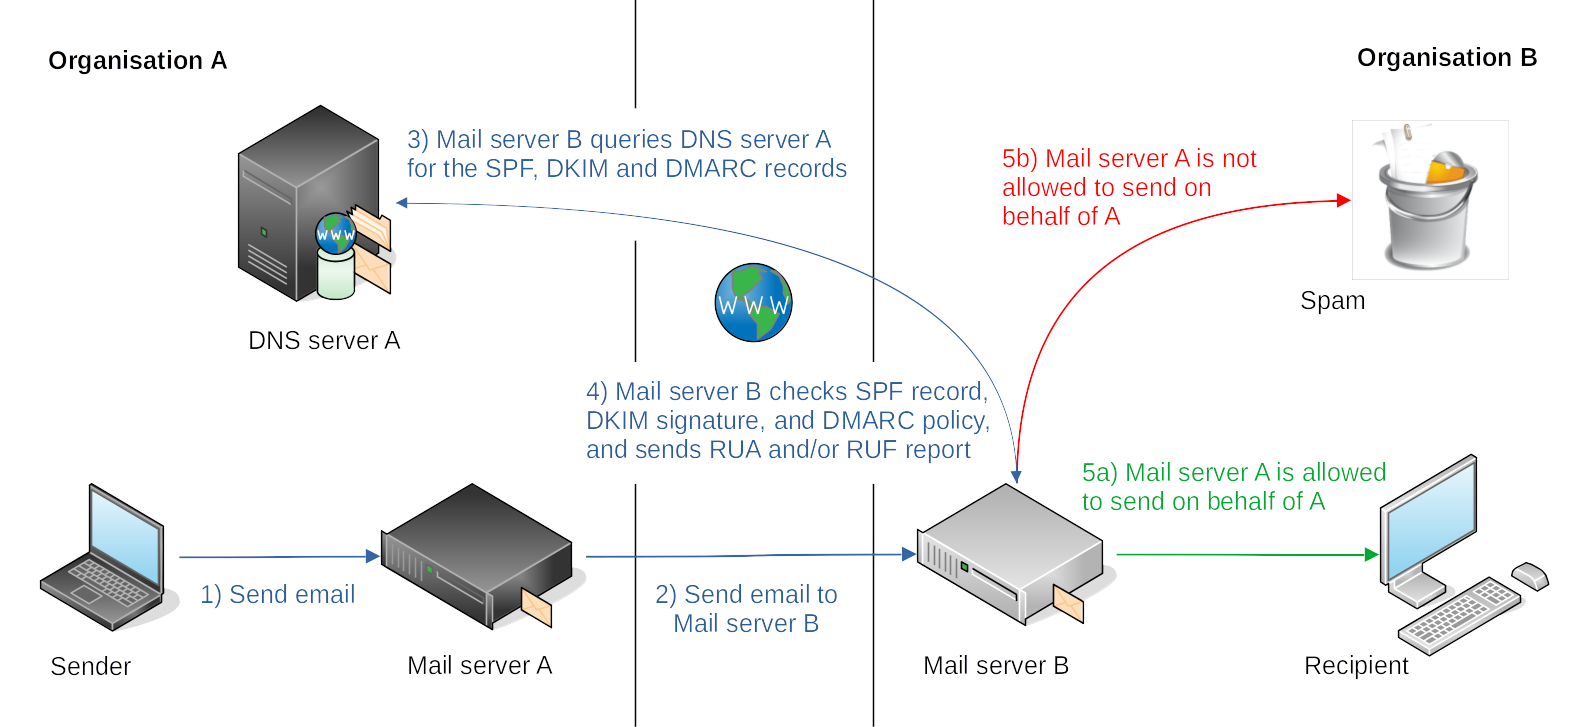 Organisation A
Organisation B
3) Mail server B queries DNS server A
for the SPF, DKIM and DMARC records
5b) Mail server A is not
allowed to send on
behalf of A
WWW
DNS server A
WWW
Spam
4) Mail server B checks SPF record,
DKIM signature, and DMARC policy,
and sends RUA and/or RUF report
5a) Mail server A is allowed
to send on behalf of A
1) Send email
2) Send email to
Mail server B
Sender
Mail server A
Mail server B
Recipient